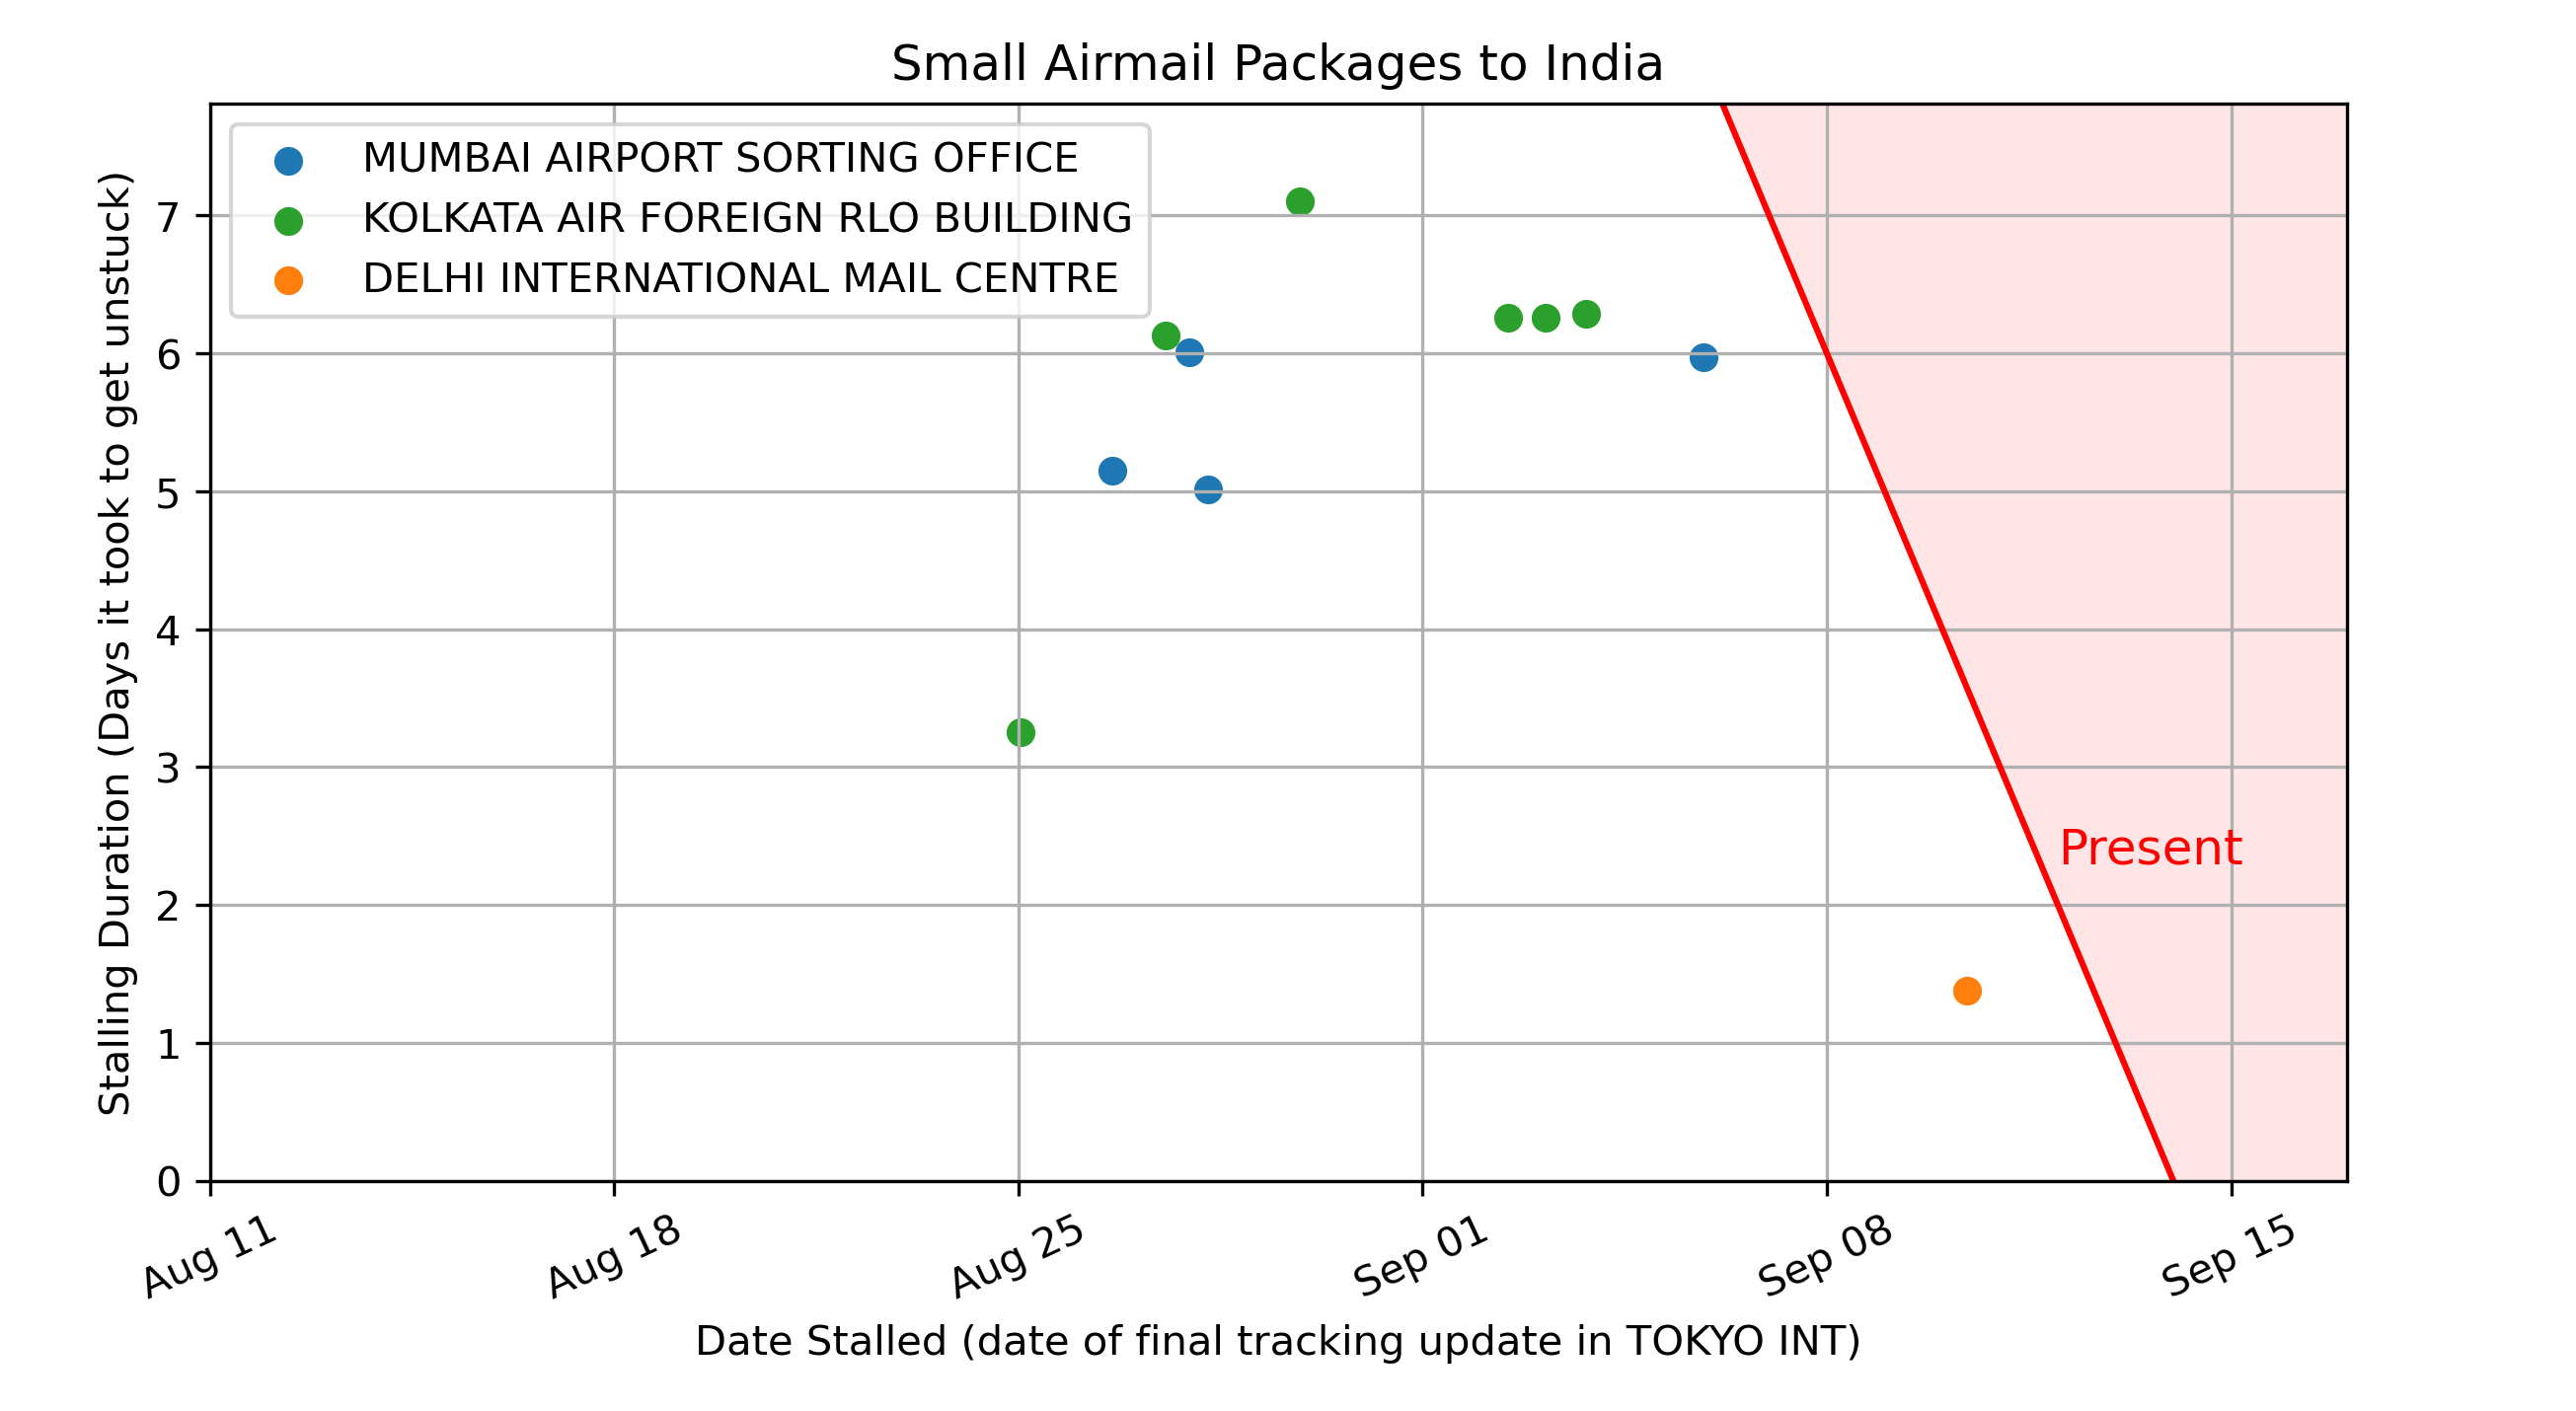 Small Airmail Packages to India
MUMBAI AIRPORT SORTING OFFICE
KOLKATA AIR FOREIGN RLO BUILDING
DELHI INTERNATIONAL MAIL CENTRE
Stalling Duration (Days it took to get unstuck)
7
6
5
4
3
2
1
0
Present
Aug 11
Aug 18
Aug 25
Sep 01
Sep 08
Sep 15
Date Stalled (date of final tracking update in TOKYO INT)